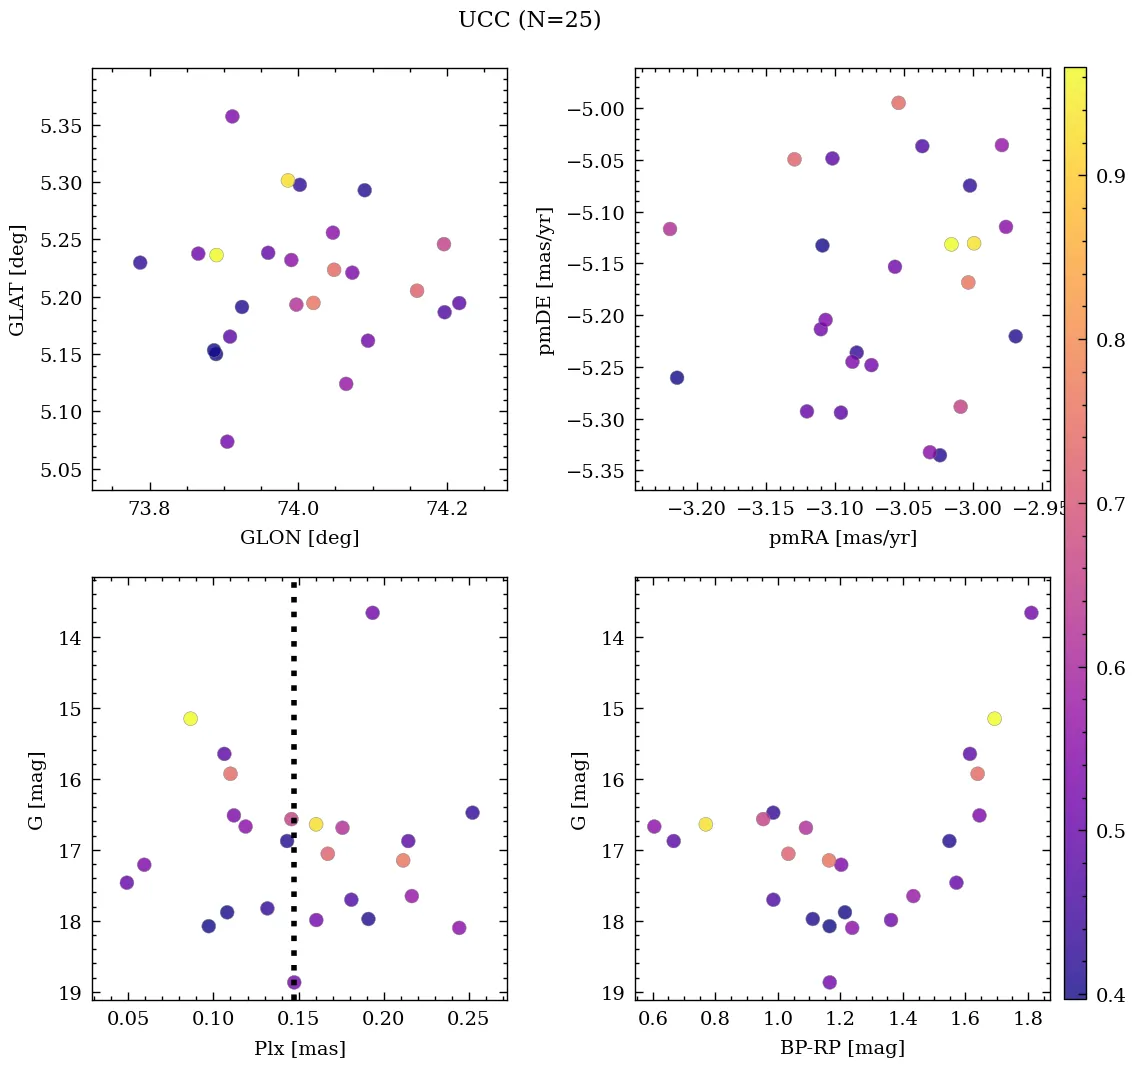 UCC (N=25)
5.35
5.30
5.25
5.20
5.15
5.10
5.05
GLAT [deg]
73.8 74.0 74.2
GLON [deg]
−5.00
−5.05
−5.10
−5.15
−5.20
−5.25
−5.30
−5.35
pmDE [mas/yr]
−3.20 −3.15 −3.10 −3.05 −3.00 −2.95
pmRA [mas/yr]
0.9
0.8
0.7
0.6
0.5
0.4
14
15
16
17
18
19
G [mag]
0.05 0.10 0.15 0.20 0.25
Plx [mas]
14
15
16
17
18
19
G [mag]
0.6 0.8 1.0 1.2 1.4 1.6 1.8
BP-RP [mag]